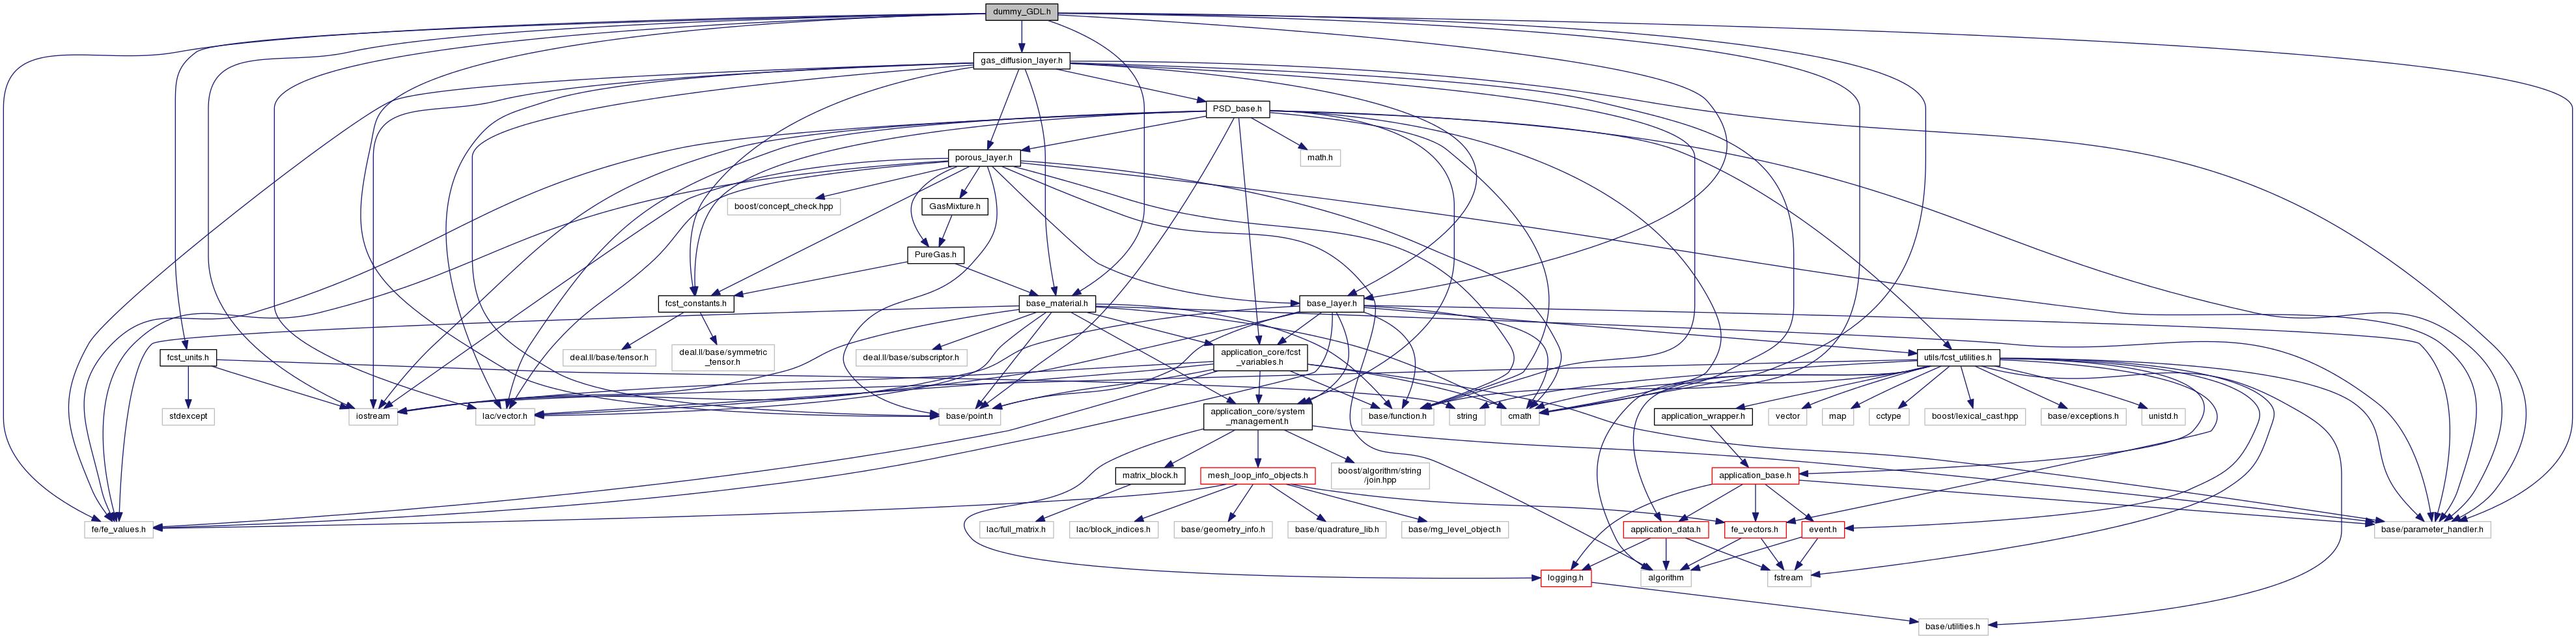 dummy_GDL.h
gas_diffusion_layer.h
PSD_base.h
porous_layer.h
math.h
boost/concept_check.hpp
GasMixture.h
PureGas.h
fcst_constants.h
base_material.h
base_layer.h
fcst_units.h
deal.II/base/tensor.h
deal.II/base/symmetric
_tensor.h
deal.II/base/subscriptor.h
application_core/fcst
_variables.h
utils/fcst_utilities.h
stdexcept
iostream
lac/vector.h
base/point.h
application_core/system
_management.h
base/function.h
string
cmath
application_wrapper.h
vector
map
cctype
boost/lexical_cast.hpp
base/exceptions.h
unistd.h
matrix_block.h
mesh_loop_info_objects.h
boost/algorithm/string
/join.hpp
application_base.h
fe/fe_values.h
lac/full_matrix.h
lac/block_indices.h
base/geometry_info.h
base/quadrature_lib.h
base/mg_level_object.h
application_data.h
fe_vectors.h
event.h
base/parameter_handler.h
logging.h
algorithm
fstream
base/utilities.h